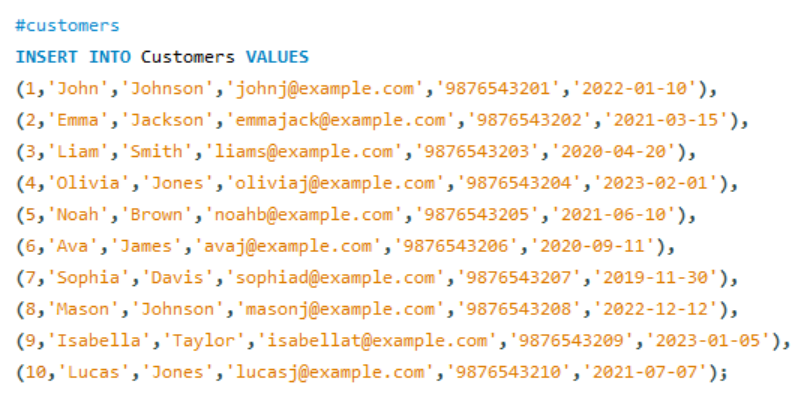 #customers
INSERT INTO Customers VALUES
(1,'John','Johnson','johnj@example.com','9876543201','2022-01-10'),
(2,'Emma','Jackson','emmajack@example.com','9876543202','2021-03-15'),
(3,'Liam','Smith','liams@example.com','9876543203','2020-04-20'),
(4,'Olivia','Jones','oliviaj@example.com','9876543204','2023-02-01'),
(5,'Noah','Brown','noahb@example.com','9876543205','2021-06-10'),
(6,'Ava','James','avaj@example.com','9876543206','2020-09-11'),
(7,'Sophia','Davis','sophiad@example.com','9876543207','2019-11-30'),
(8,'Mason','Johnson','masonj@example.com','9876543208','2022-12-12'),
(9,'Isabella','Taylor','isabellat@example.com','9876543209','2023-01-05'),
(10,'Lucas','Jones','lucasj@example.com','9876543210','2021-07-07');